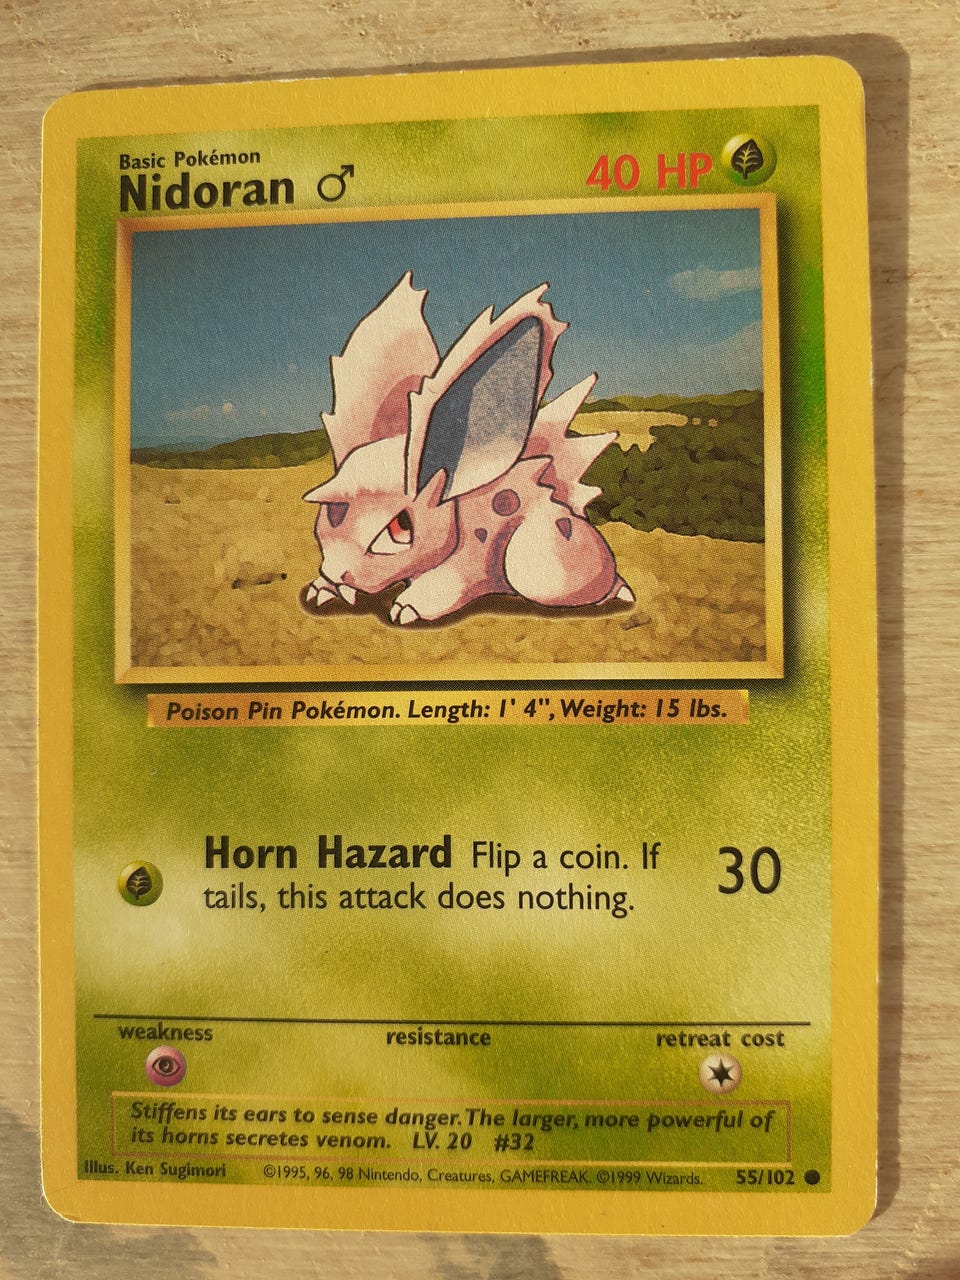 Basic Pokémon
Nidoran ♂
40 HP
Poison Pin Pokémon. Length: 1' 4", Weight: 15 lbs.
Horn Hazard Flip a coin. If
tails, this attack does nothing.
30
weakness
resistance
retreat cost
Stiffens its ears to sense danger. The larger, more powerful of
its horns secretes venom. LV. 20 #32
Illus. Ken Sugimori
©1995, 96, 98 Nintendo, Creatures, GAMEFREAK. ©1999 Wizards.
55/102 ●